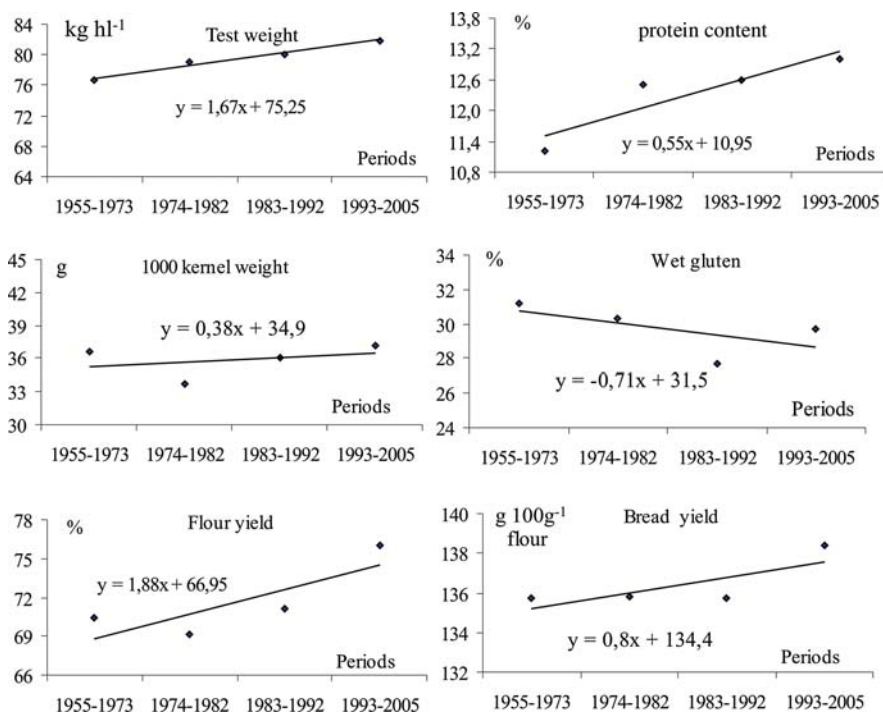 kg hl-1
Test weight
84
80
76
72
68
64
y = 1,67x + 75,25
Periods
1955-1973 1974-1982 1983-1992 1993-2005
%
protein content
13,8
13,2
12,6
12,0
11,4
10,8
y = 0,55x + 10,95
Periods
1955-1973 1974-1982 1983-1992 1993-2005
g
1000 kernel weight
45
42
39
36
33
30
y = 0,38x + 34,9
Periods
1955-1973 1974-1982 1983-1992 1993-2005
%
Wet gluten
34
32
30
28
26
24
y = -0,71x + 31,5
Periods
1955-1973 1974-1982 1983-1992 1993-2005
%
Flour yield
78
75
72
69
66
y = 1,88x + 66,95
Periods
1955-1973 1974-1982 1983-1992 1993-2005
g 100g-1
flour
Bread yield
140
138
136
134
132
y = 0,8x + 134,4
Periods
1955-1973 1974-1982 1983-1992 1993-2005